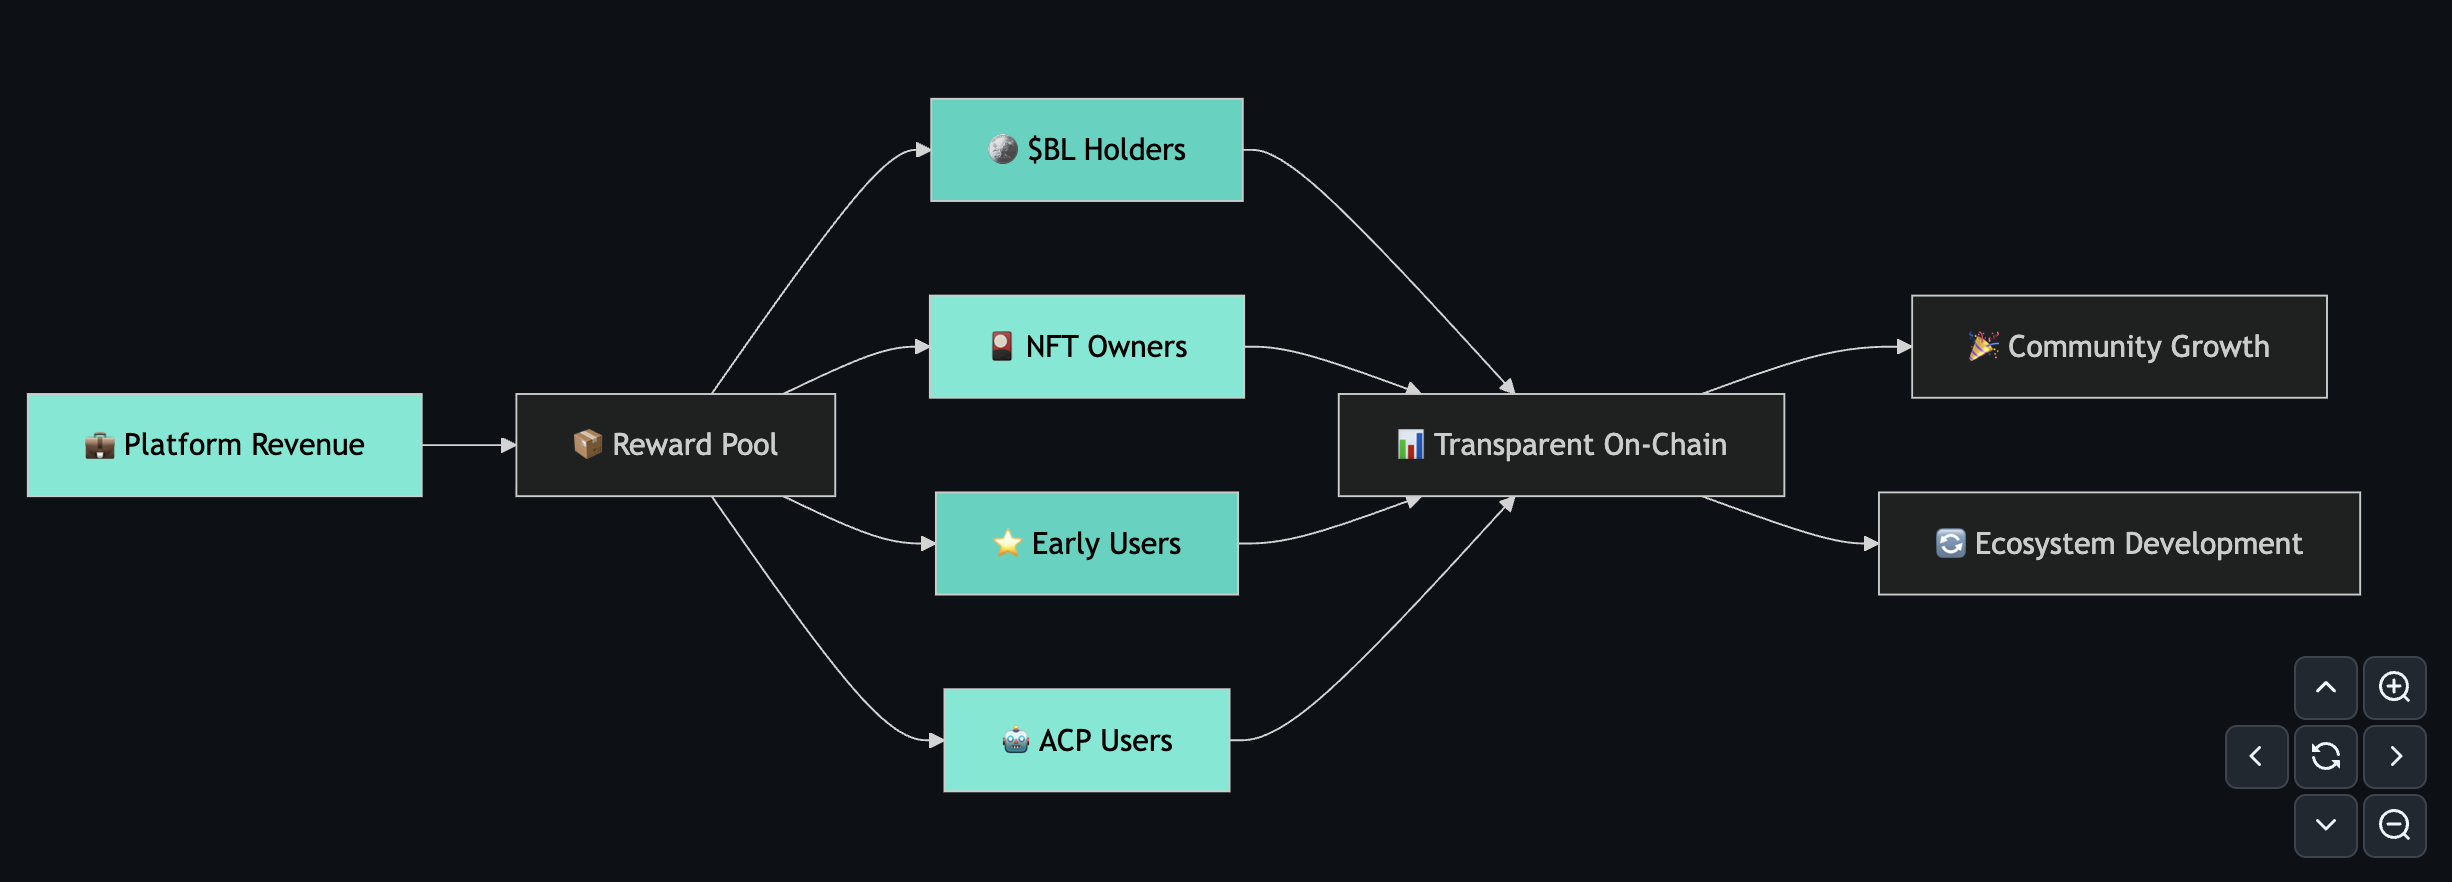 $BL Holders
NFT Owners
Community Growth
Platform Revenue
Reward Pool
Transparent On-Chain
Early Users
Ecosystem Development
ACP Users